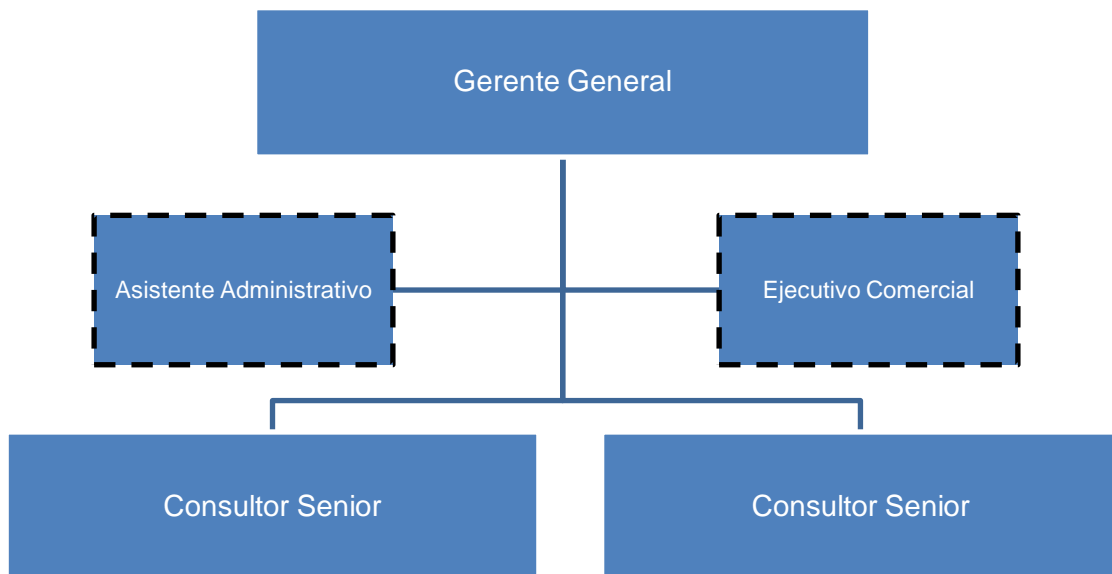 Gerente General
Asistente Administrativo
Ejecutivo Comercial
Consultor Senior
Consultor Senior